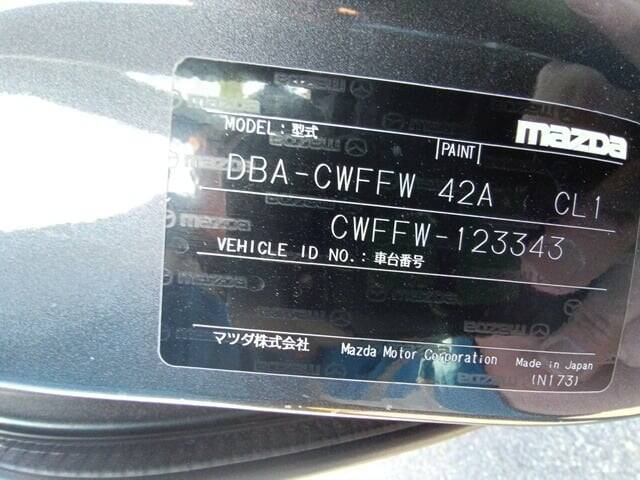 mazda
MODEL:型式 PAINT
DBA-CWFFW 42A CL1
CWFFW-123343
VEHICLE ID NO.:車台番号
マツダ株式会社 Mazda Motor Corporation Made in Japan
(N173)